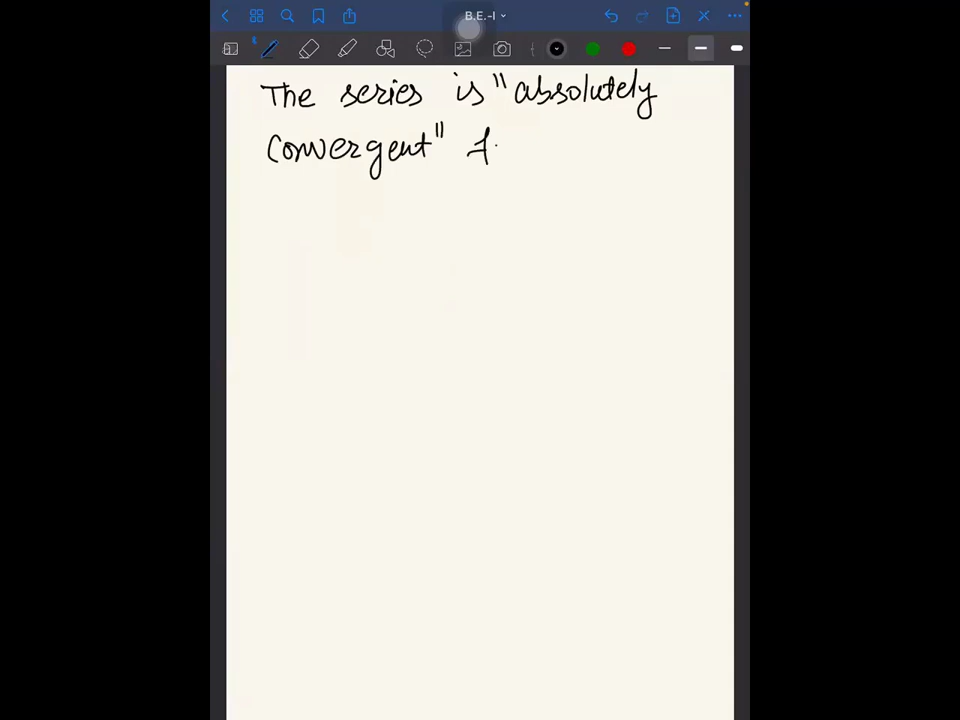 B.E.-I
The series is "absolutely
convergent" f